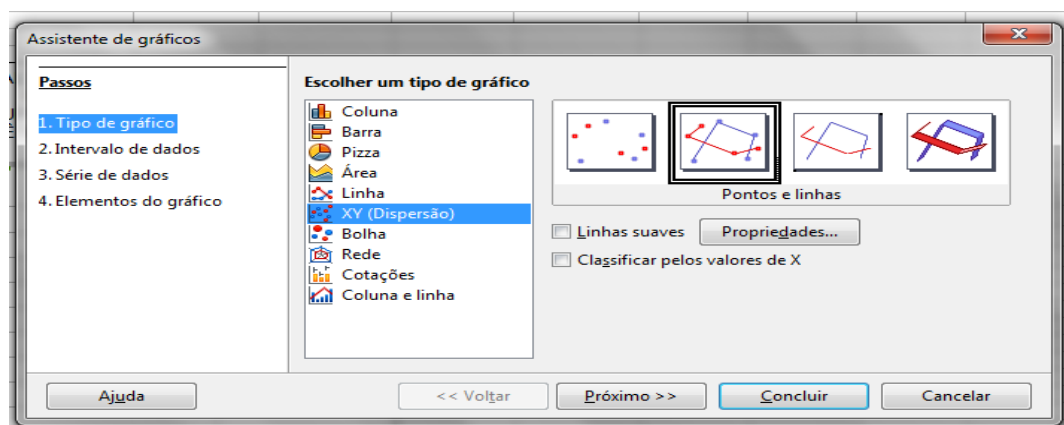 Assistente de gráficos
Passos
1. Tipo de gráfico
2. Intervalo de dados
3. Série de dados
4. Elementos do gráfico
Escolher um tipo de gráfico
Coluna
Barra
Pizza
Área
Linha
XY (Dispersão)
Bolha
Rede
Cotações
Coluna e linha
Pontos e linhas
Linhas suaves
Propriedades...
Classificar pelos valores de X
Ajuda
<< Voltar
Próximo >>
Concluir
Cancelar